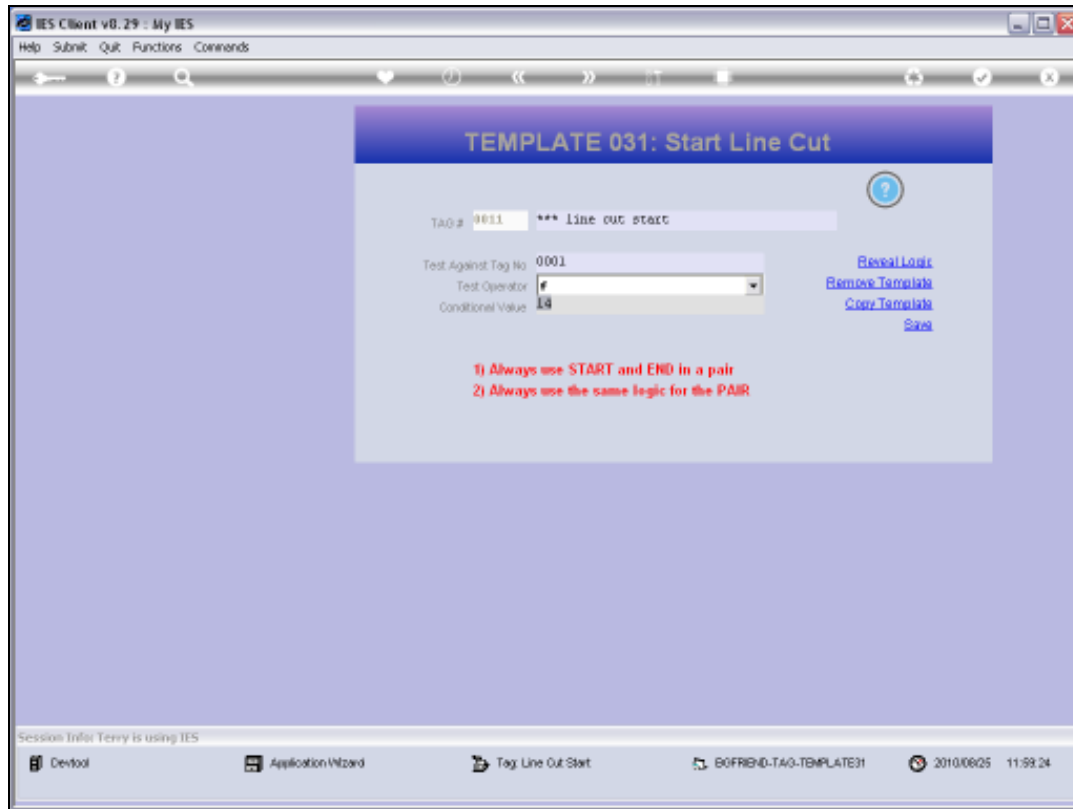 IES Client v8.29 : My IES
Help Submit Quit Functions Commands
TEMPLATE 031: Start Line Cut
TAG # 0011 *** line cut start
Test Against Tag No 0001
Reveal Logic
Test Operator #
Remove Template
Conditional Value 14
Copy Template
Save
1) Always use START and END in a pair
2) Always use the same logic for the PAIR
Session Info: Terry is using IES
Devtool Application Wizard Tag: Line Cut Start BGFRIEND-TAG-TEMPLATE31 2010/08/25 11:59:24